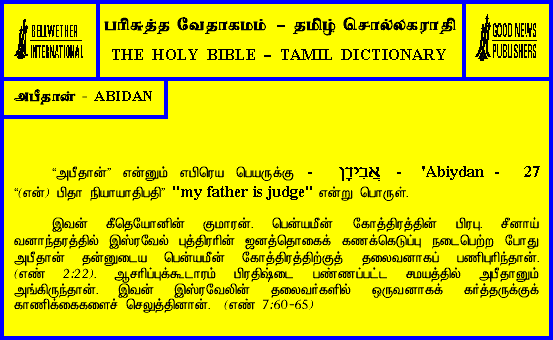 BELLWETHER
INTERNATIONAL
பரிசுத்த வேதாகமம் – தமிழ் சொல்லகராதி
THE HOLY BIBLE – TAMIL DICTIONARY
GOOD NEWS
PUBLISHERS
அபீதான் - ABIDAN
“அபீதான்” என்னும் எபிரெய பெயருக்கு - אֲבִידָן - 'Abiydan - 27
“(என்) பிதா நியாயாதிபதி” "my father is judge" என்று பொருள்.
இவன் கீதெயோனின் குமாரன். பென்யமீன் கோத்திரத்தின் பிரபு. சீனாய்
வனாந்தரத்தில் இஸ்ரவேல் புத்திரரின் ஜனத்தொகைக் கணக்கெடுப்பு நடைபெற்ற போது
அபீதான் தன்னுடைய பென்யமீன் கோத்திரத்திற்குத் தலைவனாகப் பணிபுரிந்தான்.
(எண் 2:22). ஆசரிப்புக்கூடாரம் பிரதிஷ்டை பண்ணப்பட்ட சமயத்தில் அபீதானும்
அங்கிருந்தான். இவன் இஸ்ரவேலின் தலைவர்களில் ஒருவனாகக் கர்த்தருக்குக்
காணிக்கைகளைச் செலுத்தினான். (எண் 7:60-65)